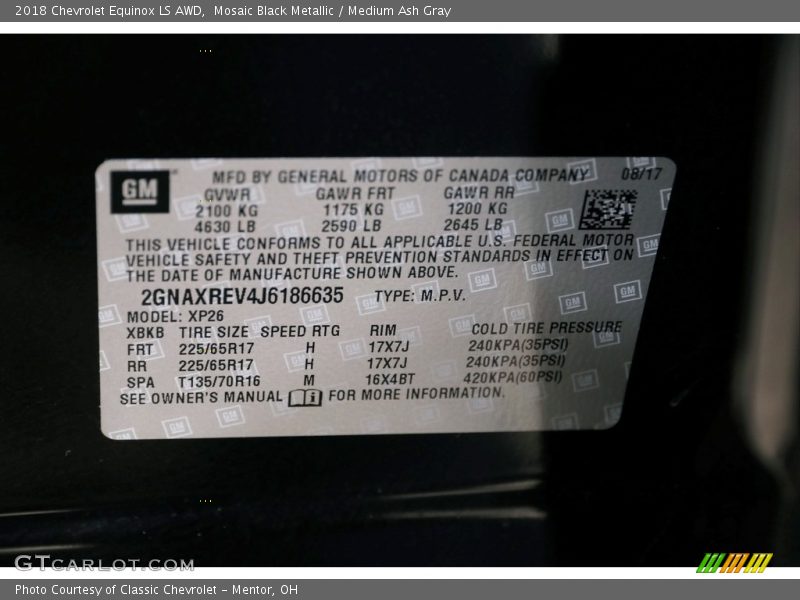 2018 Chevrolet Equinox LS AWD, Mosaic Black Metallic / Medium Ash Gray
GM
MFD BY GENERAL MOTORS OF CANADA COMPANY 08/17
GVWR GAWR FRT GAWR RR
2100 KG 1175 KG 1200 KG
4630 LB 2590 LB 2645 LB
THIS VEHICLE CONFORMS TO ALL APPLICABLE U.S. FEDERAL MOTOR
VEHICLE SAFETY AND THEFT PREVENTION STANDARDS IN EFFECT ON
THE DATE OF MANUFACTURE SHOWN ABOVE.
2GNAXREV4J6186635 TYPE: M.P.V.
MODEL: XP26
XBKB TIRE SIZE SPEED RTG RIM COLD TIRE PRESSURE
FRT 225/65R17 H 17X7J 240KPA(35PSI)
RR 225/65R17 H 17X7J 240KPA(35PSI)
SPA T135/70R16 M 16X4BT 420KPA(60PSI)
SEE OWNER'S MANUAL i FOR MORE INFORMATION.
GTCARLOT.COM
Photo Courtesy of Classic Chevrolet - Mentor, OH